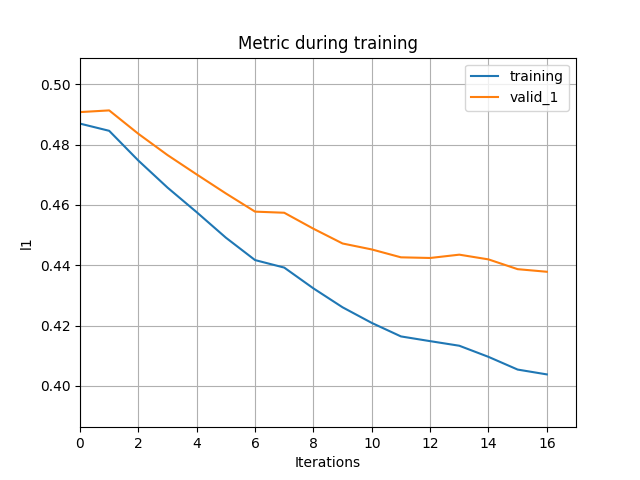 Metric during training
training
valid_1
0.50
0.48
0.46
0.44
0.42
0.40
l1
0 2 4 6 8 10 12 14 16
Iterations